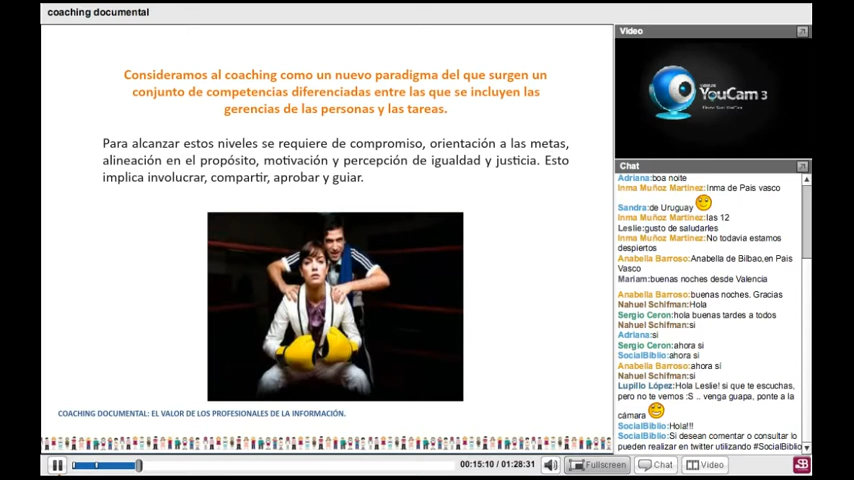 coaching documental
Consideramos al coaching como un nuevo paradigma del que surgen un
conjunto de competencias diferenciadas entre las que se incluyen las
gerencias de las personas y las tareas.
Para alcanzar estos niveles se requiere de compromiso, orientación a las metas,
alineación en el propósito, motivación y percepción de igualdad y justicia. Esto
implica involucrar, compartir, aprobar y guiar.
COACHING DOCUMENTAL: EL VALOR DE LOS PROFESIONALES DE LA INFORMACIÓN.
Video
YouCam 3
Chat
Adriana:boa noite
Inma Muñoz Martinez:Inma de Pais vasco
Sandra:de Uruguay
Inma Muñoz Martinez:las 12
Leslie:gusto de saludarles
Inma Muñoz Martinez:No todavia estamos
despiertos
Anabella Barroso:Anabella de Bilbao,en Pais
Vasco
Mariam:buenas noches desde Valencia
Anabella Barroso:buenas noches. Gracias
Nahuel Schifman:Hola
Sergio Ceron:hola buenas tardes a todos
Nahuel Schifman:si
Adriana:si
Sergio Ceron:ahora si
SocialBiblio:ahora si
Anabella Barroso:ahora sí
Nahuel Schifman:si
Lupillo López:Hola Leslie! si que te escuchas,
pero no te vemos :S .. venga guapa, ponte a la
cámara
SocialBiblio:Hola!!!
SocialBiblio:Si desean comentar o consultar lo
pueden realizar en twitter utilizando #SocialBiblio
00:15:10 / 01:28:31
Fullscreen
Chat
Video